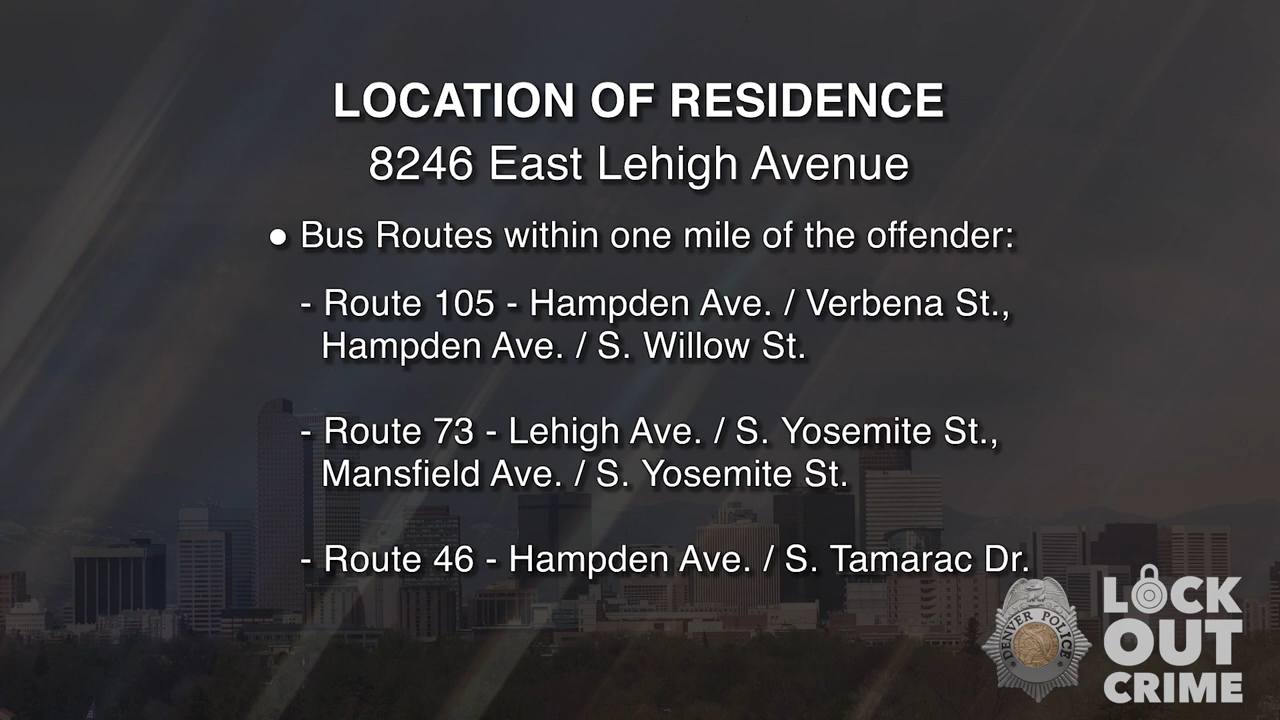 LOCATION OF RESIDENCE
8246 East Lehigh Avenue
● Bus Routes within one mile of the offender:
- Route 105 - Hampden Ave. / Verbena St.,
Hampden Ave. / S. Willow St.
- Route 73 - Lehigh Ave. / S. Yosemite St.,
Mansfield Ave. / S. Yosemite St.
- Route 46 - Hampden Ave. / S. Tamarac Dr.
DENVER POLICE
LOCK
OUT
CRIME